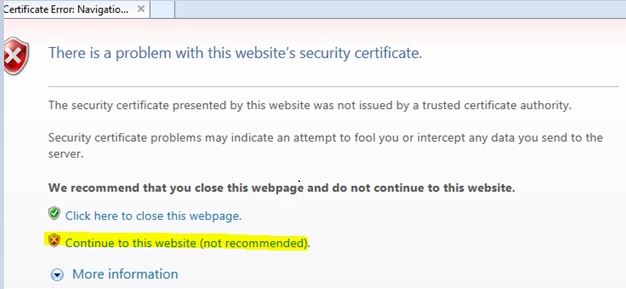 Certificate Error: Navigatio...
There is a problem with this website's security certificate.
The security certificate presented by this website was not issued by a trusted certificate authority.
Security certificate problems may indicate an attempt to fool you or intercept any data you send to the
server.
We recommend that you close this webpage and do not continue to this website.
Click here to close this webpage.
Continue to this website (not recommended).
More information